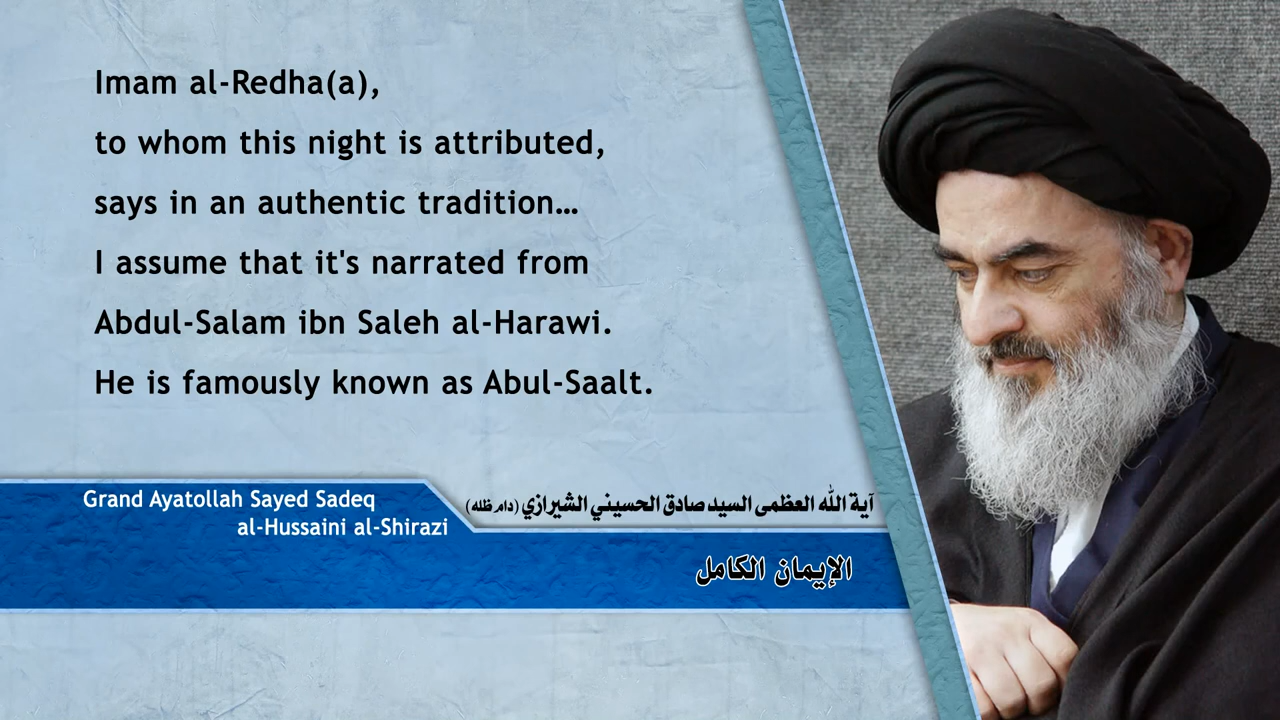 Imam al-Redha(a),
to whom this night is attributed,
says in an authentic tradition…
I assume that it's narrated from
Abdul-Salam ibn Saleh al-Harawi.
He is famously known as Abul-Saalt.
Grand Ayatollah Sayed Sadeq
al-Hussaini al-Shirazi
آية الله العظمى السيد صادق الحسيني الشيرازي (دام ظله)
الإيمان الكامل